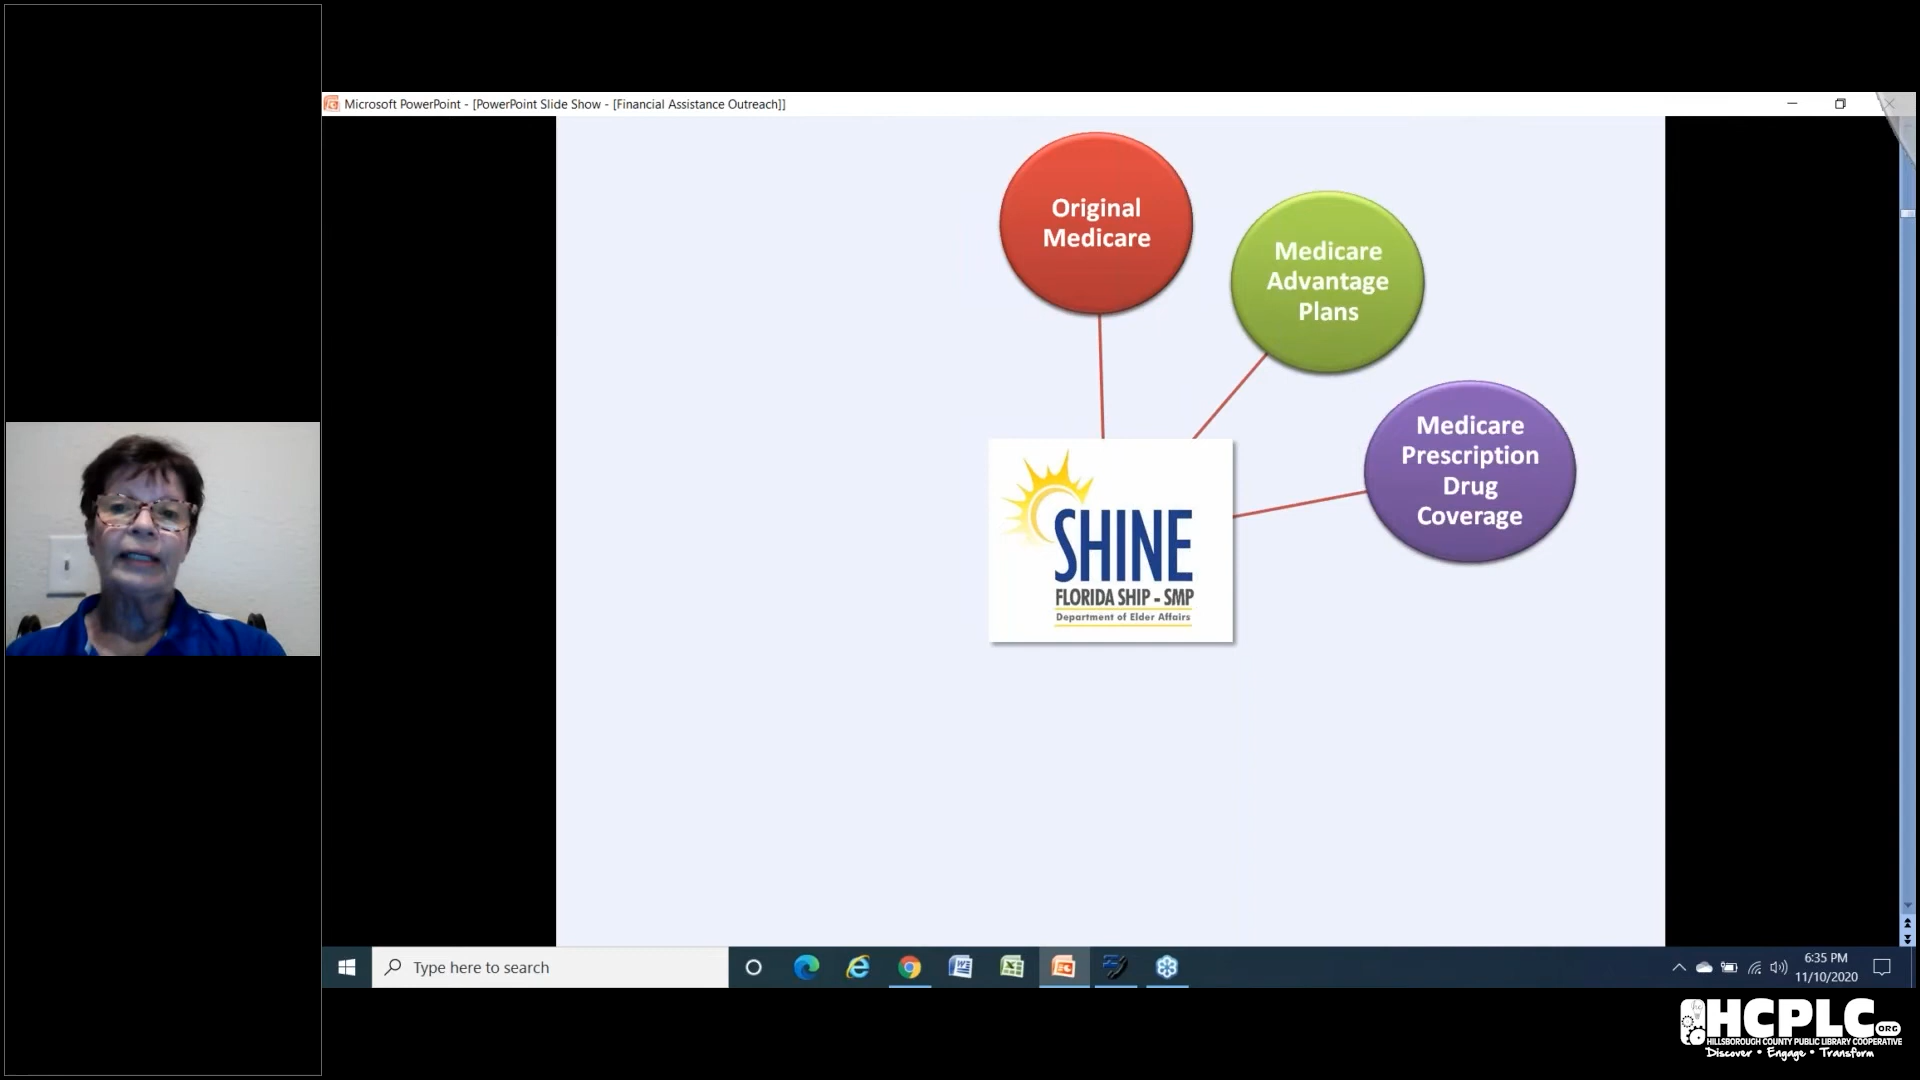 Microsoft PowerPoint - [PowerPoint Slide Show - [Financial Assistance Outreach]]
Original
Medicare
Medicare
Advantage
Plans
Medicare
Prescription
Drug
Coverage
SHINE
FLORIDA SHIP - SMP
Department of Elder Affairs
Type here to search
6:35 PM
11/10/2020
HCPLC.ORG
HILLSBOROUGH COUNTY PUBLIC LIBRARY COOPERATIVE
Discover • Engage • Transform